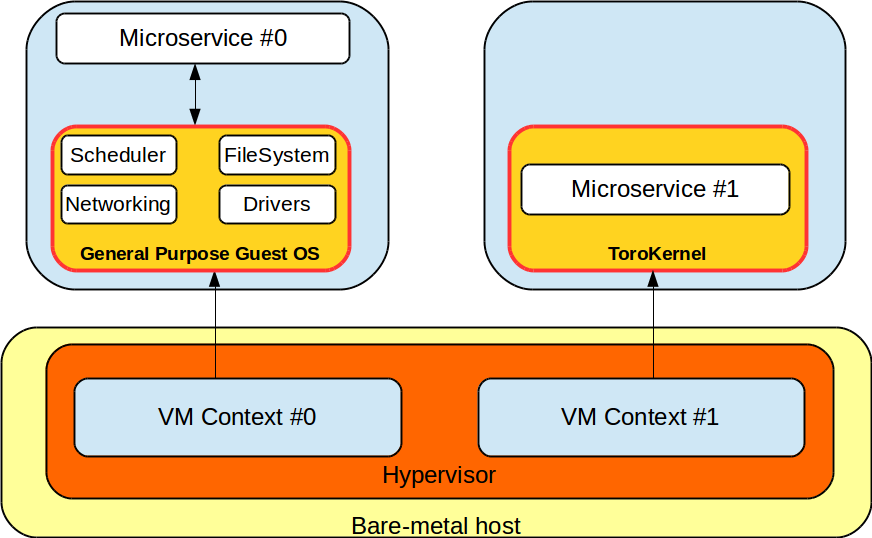 Microservice #0
Scheduler
FileSystem
Networking
Drivers
General Purpose Guest OS
Microservice #1
ToroKernel
VM Context #0
VM Context #1
Hypervisor
Bare-metal host